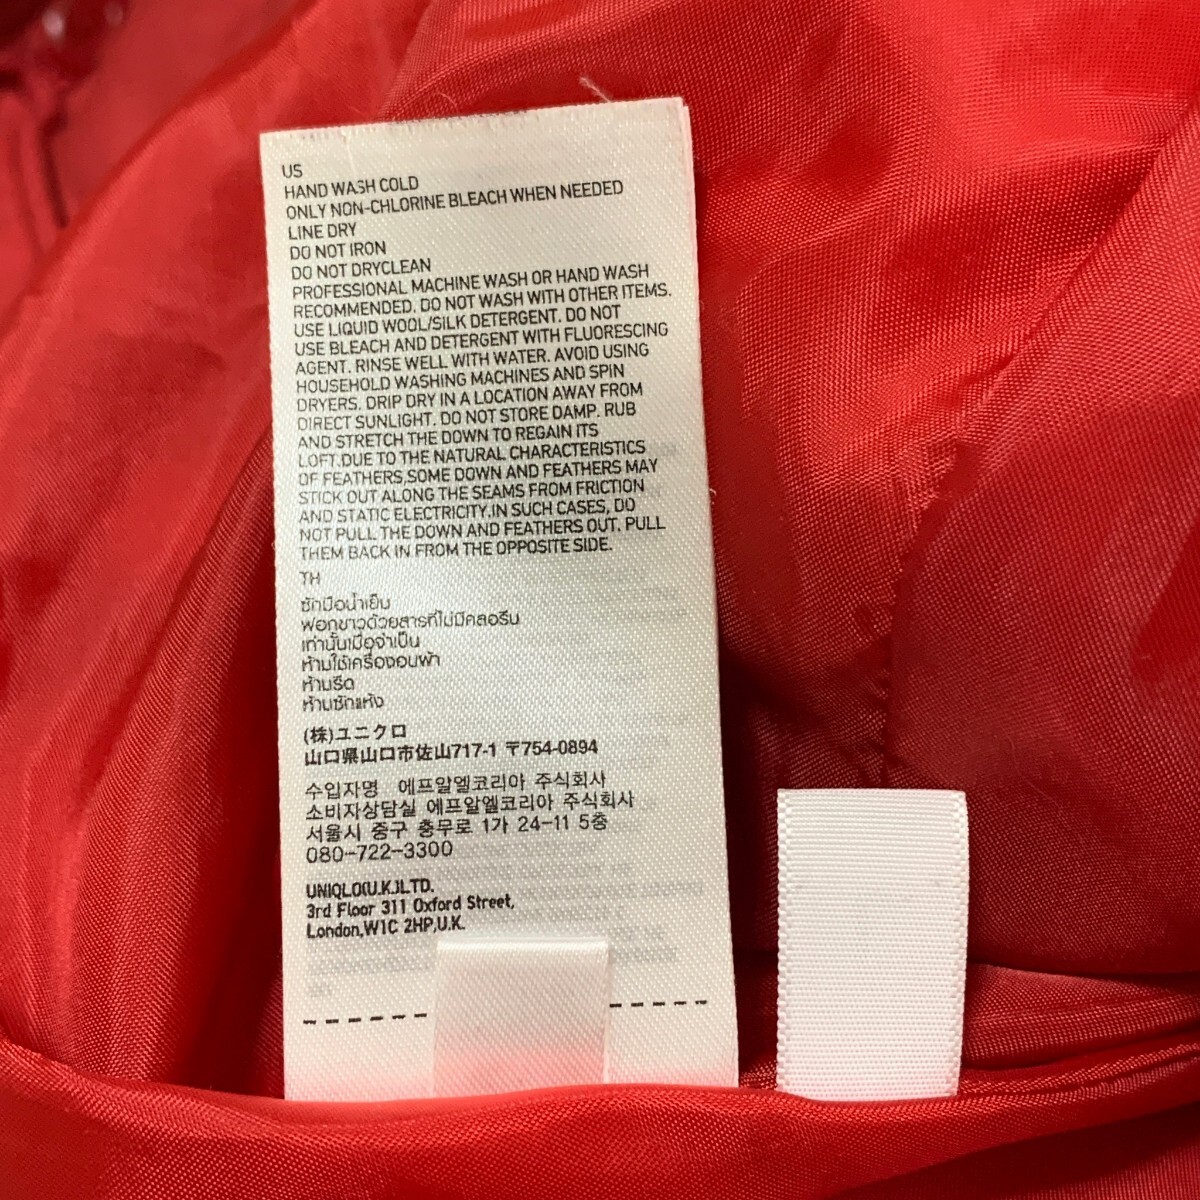 US
HAND WASH COLD
ONLY NON-CHLORINE BLEACH WHEN NEEDED
LINE DRY
DO NOT IRON
DO NOT DRYCLEAN
PROFESSIONAL MACHINE WASH OR HAND WASH
RECOMMENDED. DO NOT WASH WITH OTHER ITEMS.
USE LIQUID WOOL/SILK DETERGENT. DO NOT
USE BLEACH AND DETERGENT WITH FLUORESCING
AGENT. RINSE WELL WITH WATER. AVOID USING
HOUSEHOLD WASHING MACHINES AND SPIN
DRYERS. DRIP DRY IN A LOCATION AWAY FROM
DIRECT SUNLIGHT. DO NOT STORE DAMP. RUB
AND STRETCH THE DOWN TO REGAIN ITS
LOFT.DUE TO THE NATURAL CHARACTERISTICS
OF FEATHERS,SOME DOWN AND FEATHERS MAY
STICK OUT ALONG THE SEAMS FROM FRICTION
AND STATIC ELECTRICITY.IN SUCH CASES, DO
NOT PULL THE DOWN AND FEATHERS OUT. PULL
THEM BACK IN FROM THE OPPOSITE SIDE.
TH
ซักมือน้ำเย็น
ฟอกขาวด้วยสารที่ไม่มีคลอรีน
เท่านั้นเมื่อจำเป็น
ห้ามใช้เครื่องอบผ้า
ห้ามรีด
ห้ามซักแห้ง
(株)ユニクロ
山口県山口市佐山717-1 〒754-0894
수입자명 에프알엘코리아 주식회사
소비자상담실 에프알엘코리아 주식회사
서울시 중구 충무로 1가 24-11 5층
080-722-3300
UNIQLO(U.K.)LTD.
3rd Floor 311 Oxford Street,
London,W1C 2HP,U.K.